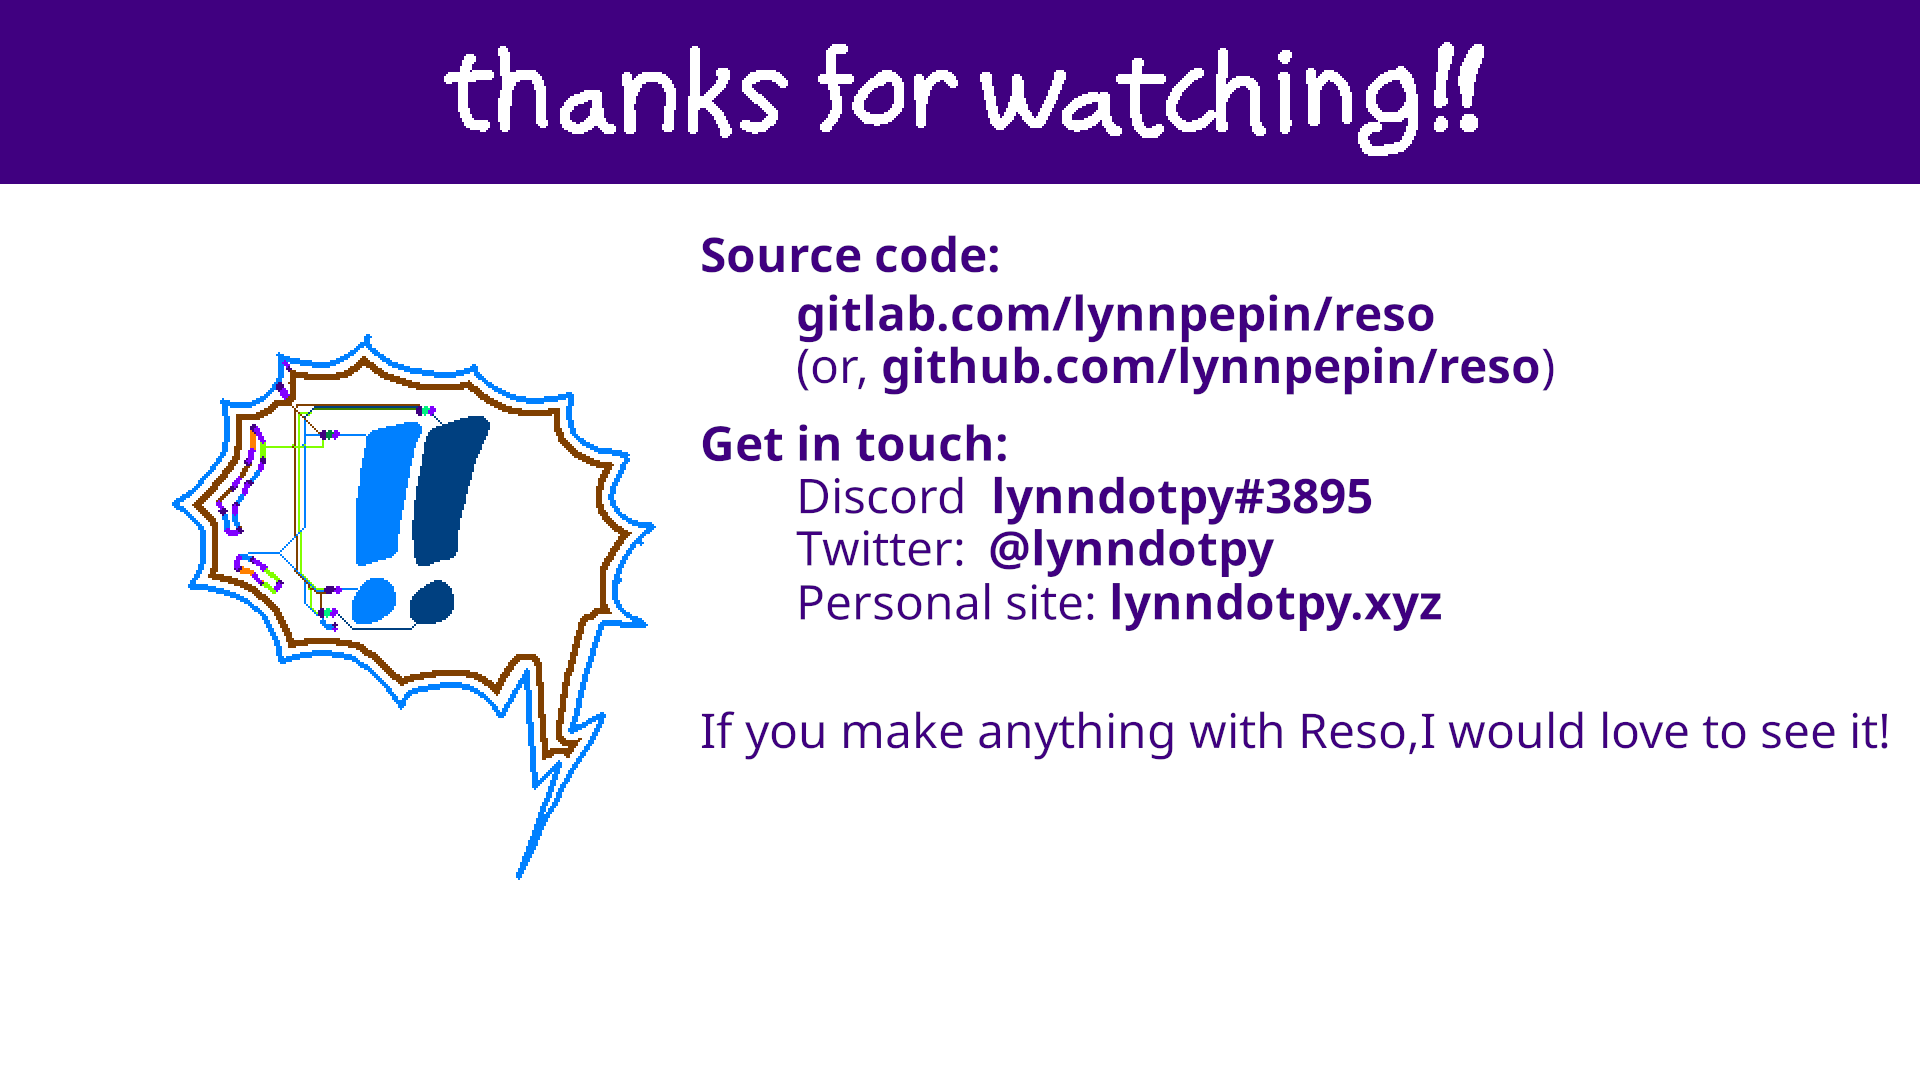 thanks for watching!!
Source code:
gitlab.com/lynnpepin/reso
(or, github.com/lynnpepin/reso)
Get in touch:
Discord lynndotpy#3895
Twitter: @lynndotpy
Personal site: lynndotpy.xyz
If you make anything with Reso,I would love to see it!
!!